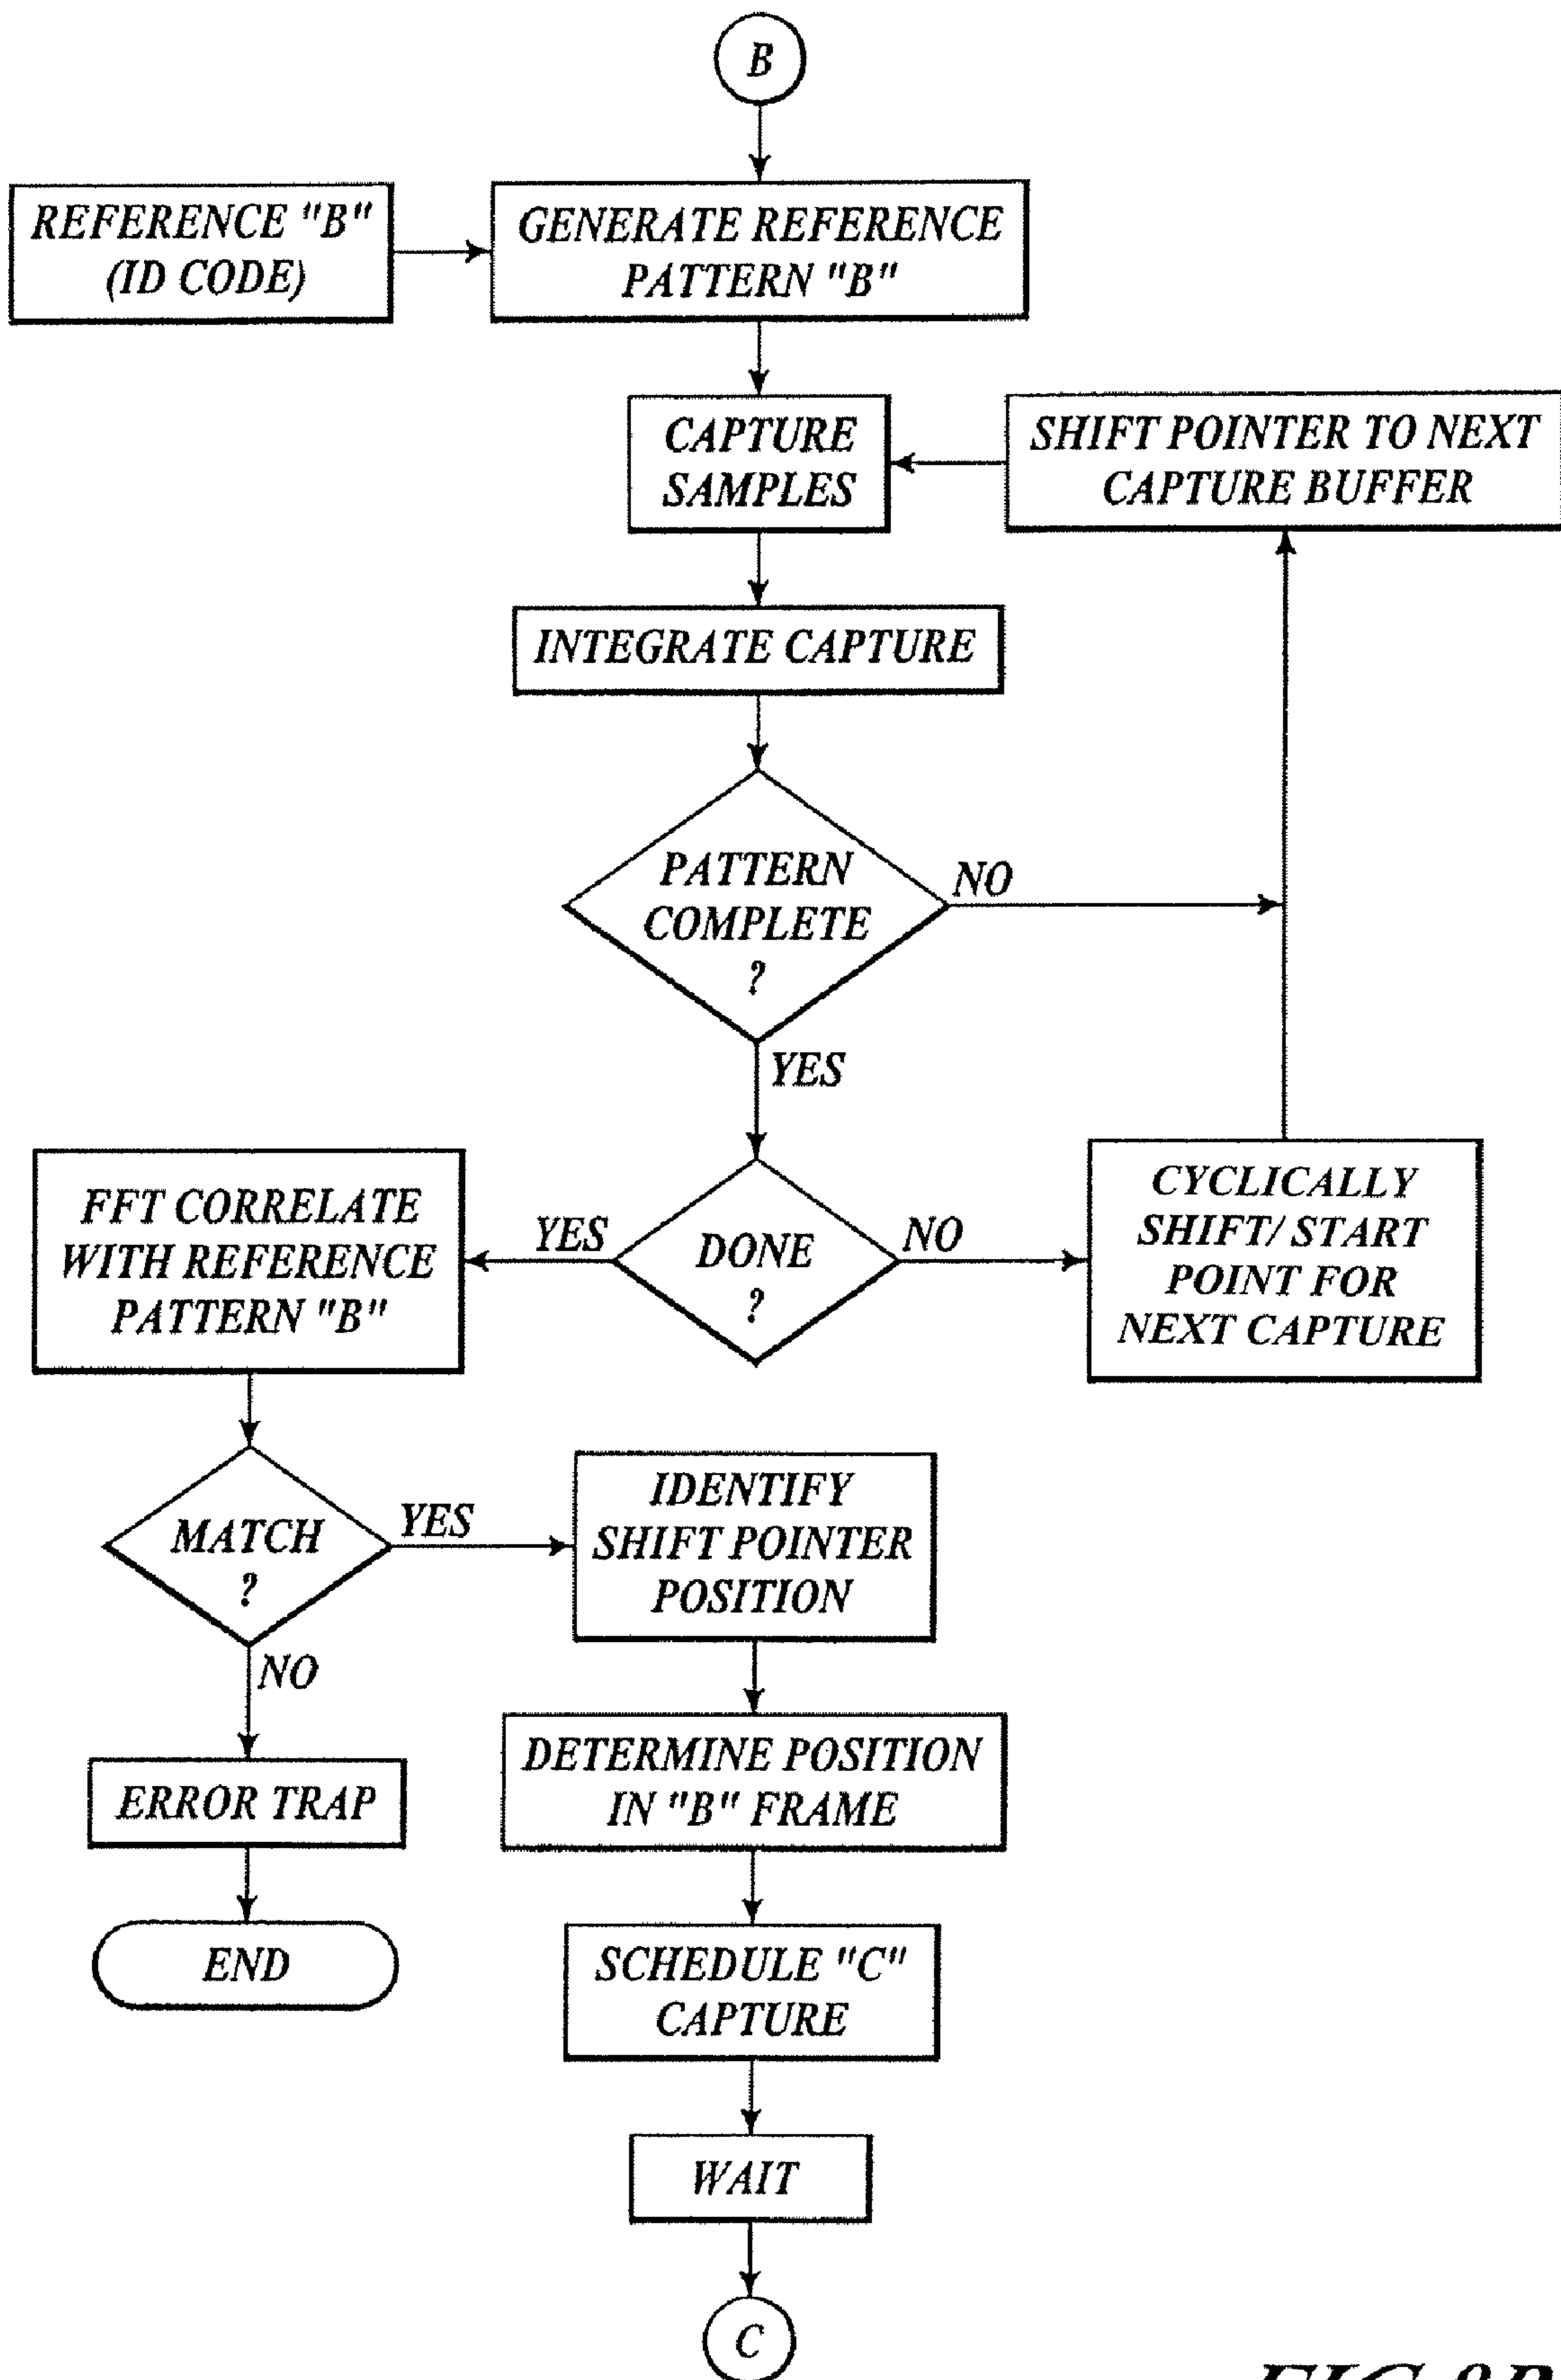 B
REFERENCE "B"
(ID CODE)
GENERATE REFERENCE
PATTERN "B"
CAPTURE
SAMPLES
SHIFT POINTER TO NEXT
CAPTURE BUFFER
INTEGRATE CAPTURE
PATTERN
COMPLETE
?
NO
YES
FFT CORRELATE
WITH REFERENCE
PATTERN "B"
YES
DONE
?
NO
CYCLICALLY
SHIFT/ START
POINT FOR
NEXT CAPTURE
MATCH
?
YES
NO
IDENTIFY
SHIFT POINTER
POSITION
ERROR TRAP
DETERMINE POSITION
IN "B" FRAME
END
SCHEDULE "C"
CAPTURE
WAIT
C